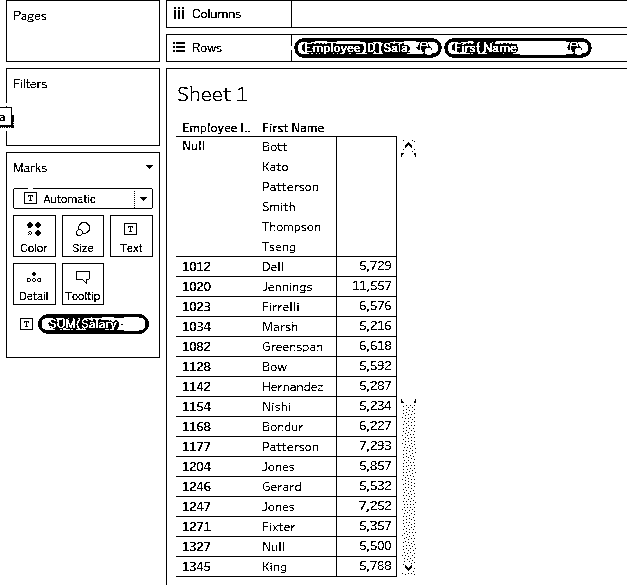 Pages
Columns
Rows
Employee ID (Sala..
First Name
Filters
a
Sheet 1
Employee I.. First Name
Marks
Automatic
Color Size Text
Detail Tooltip
SUM(Salary)
Null Bott
Kato
Patterson
Smith
Thompson
Tseng
1012 Dell 5,729
1020 Jennings 11,557
1023 Firrelli 6,576
1034 Marsh 5,216
1082 Greenspan 6,618
1128 Bow 5,592
1142 Hernandez 5,287
1154 Nishi 5,234
1168 Bondur 6,227
1177 Patterson 7,293
1204 Jones 5,857
1246 Gerard 5,532
1247 Jones 7,252
1271 Fixter 5,357
1327 Null 5,500
1345 King 5,788